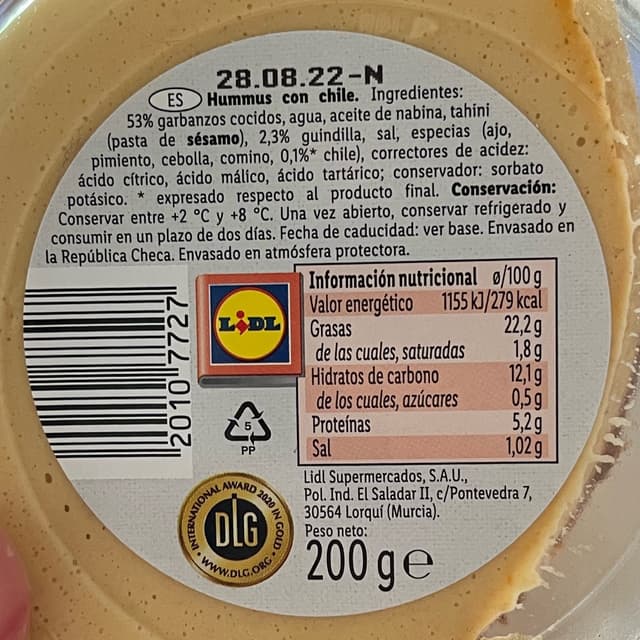 28.08.22-N
ES Hummus con chile. Ingredientes:
53% garbanzos cocidos, agua, aceite de nabina, tahini
(pasta de sésamo), 2,3% guindilla, sal, especias (ajo,
pimiento, cebolla, comino, 0,1%* chile), correctores de acidez:
ácido cítrico, ácido málico, ácido tartárico; conservador: sorbato
potásico. * expresado respecto al producto final. Conservación:
Conservar entre +2 °C y +8 °C. Una vez abierto, conservar refrigerado y
consumir en un plazo de dos días. Fecha de caducidad: ver base. Envasado en
la República Checa. Envasado en atmósfera protectora.
2010 7727
LIDL
Información nutricional ø/100 g
Valor energético 1155 kJ/279 kcal
Grasas 22,2 g
de las cuales, saturadas 1,8 g
Hidratos de carbono 12,1 g
de los cuales, azúcares 0,5 g
Proteínas 5,2 g
Sal 1,02 g
5
PP
INTERNATIONAL AWARD 2020 IN GOLD
DLG
WWW.DLG.ORG
Lidl Supermercados, S.A.U.,
Pol. Ind. El Saladar II, c/Pontevedra 7,
30564 Lorquí (Murcia).
Peso neto:
200 g e